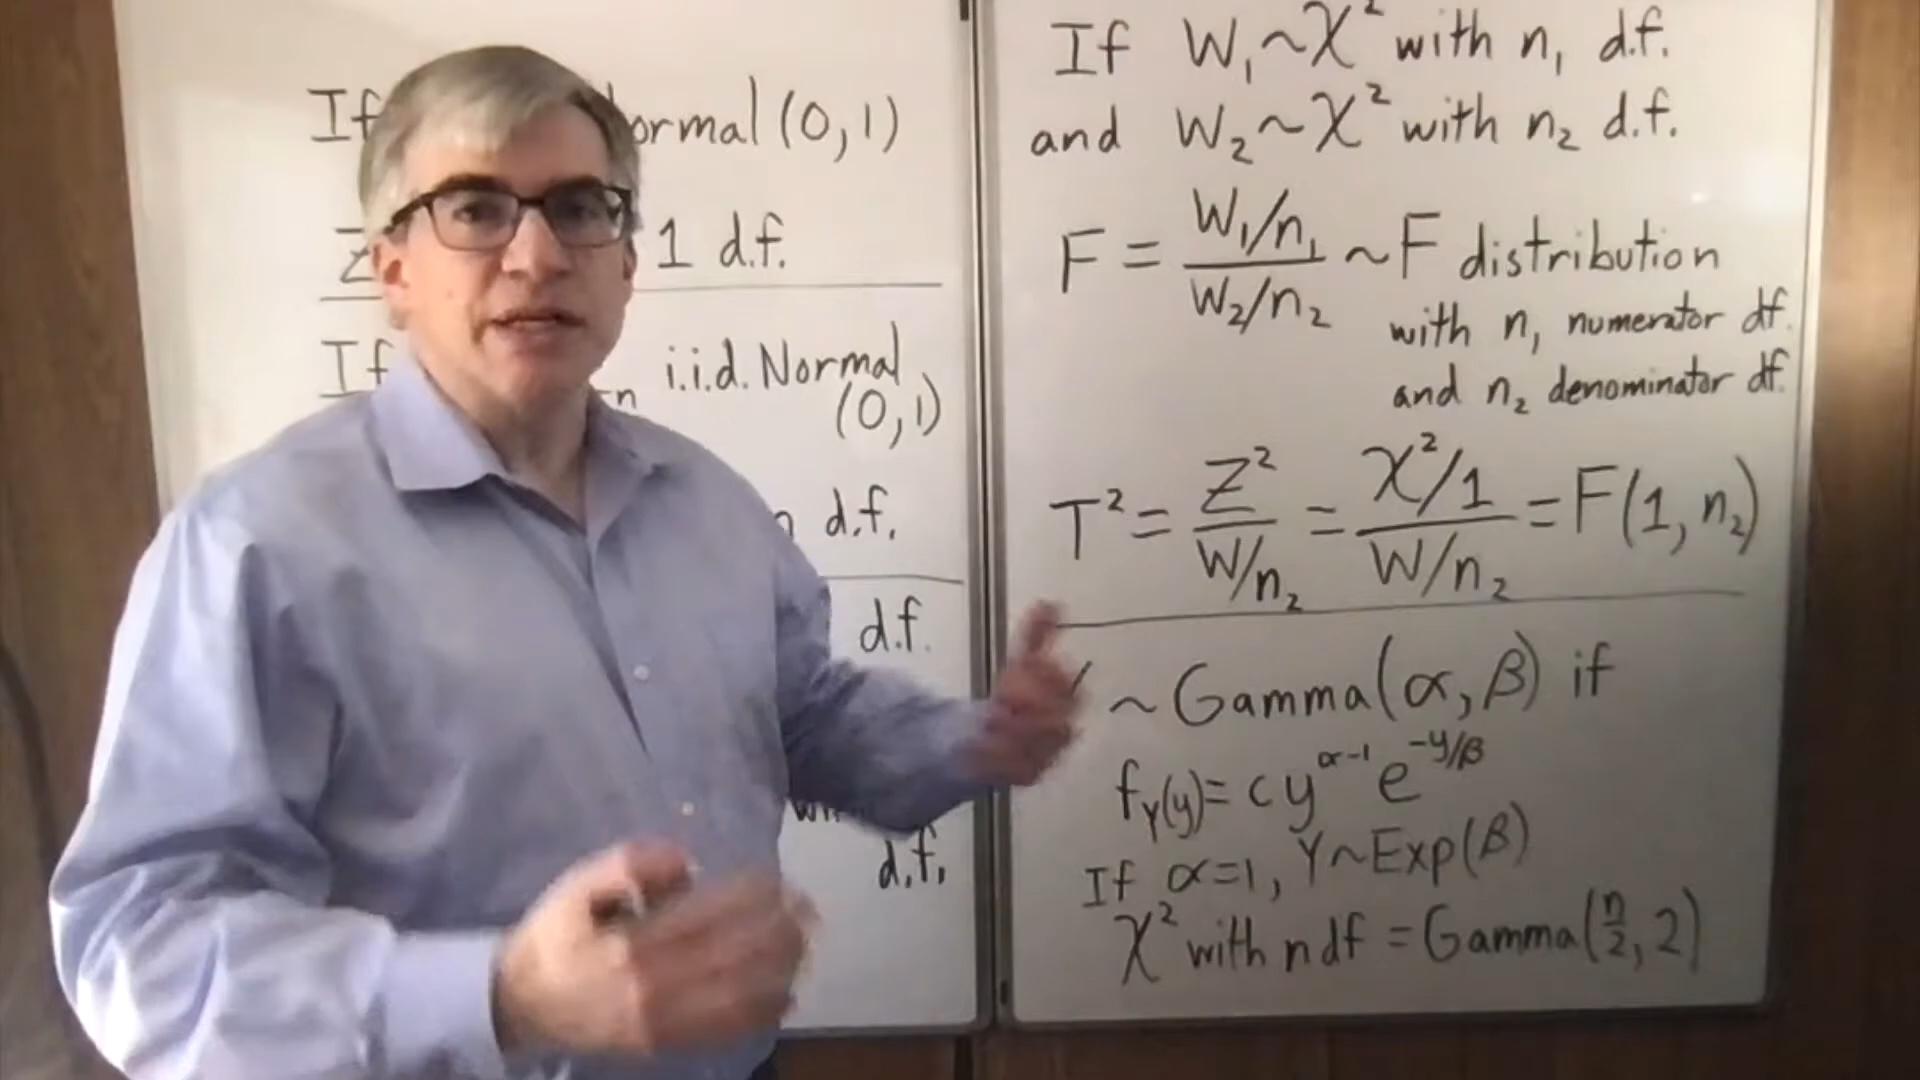 If ormal (0,1)
Z 1 d.f.
If n i.i.d. Normal
(0,1)
n d.f.
d.f.
d.f.
If W₁~χ² with n₁ d.f.
and W₂~χ² with n₂ d.f.
F = W₁/n₁ / W₂/n₂ ~ F distribution
with n₁ numerator df.
and n₂ denominator df.
T² = Z² / W/n₂ = χ²/1 / W/n₂ = F(1, n₂)
~ Gamma(α, β) if
f_Y(y) = c y^(α-1) e^(-y/β)
If α=1, Y~Exp(β)
χ² with n df = Gamma(n/2, 2)